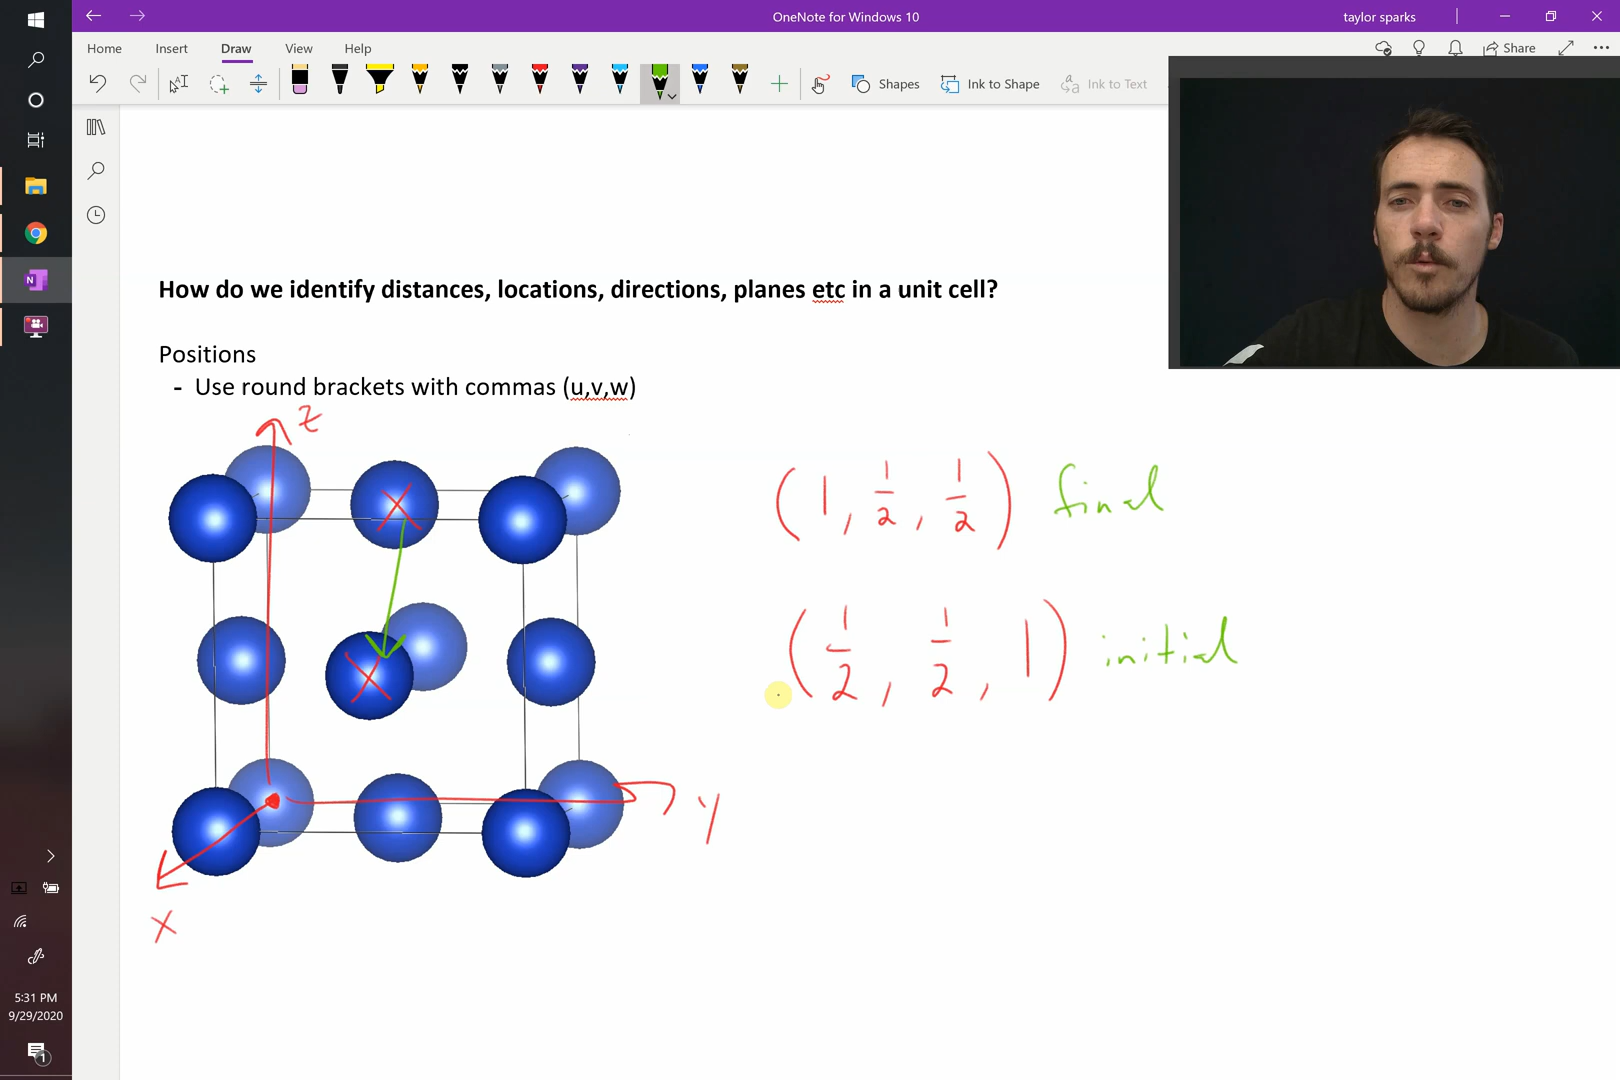 OneNote for Windows 10
taylor sparks
Home Insert Draw View Help
Share
Shapes
Ink to Shape
Ink to Text
How do we identify distances, locations, directions, planes etc in a unit cell?
Positions
- Use round brackets with commas (u,v,w)
z
(1, 1/2, 1/2) final
(1/2, 1/2, 1) initial
y
x
5:31 PM
9/29/2020
1